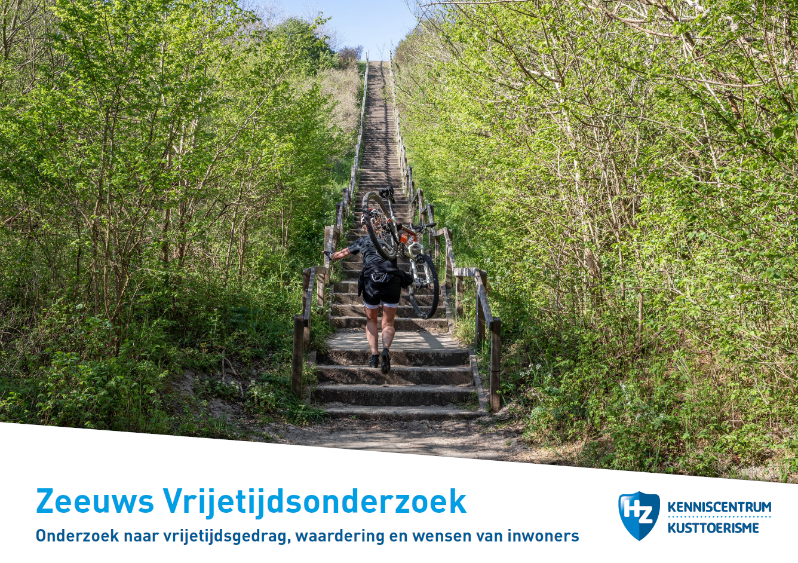 Zeeuws Vrijetijdsonderzoek
Onderzoek naar vrijetijdsgedrag, waardering en wensen van inwoners
HZ
KENNISCENTRUM
KUSTTOERISME